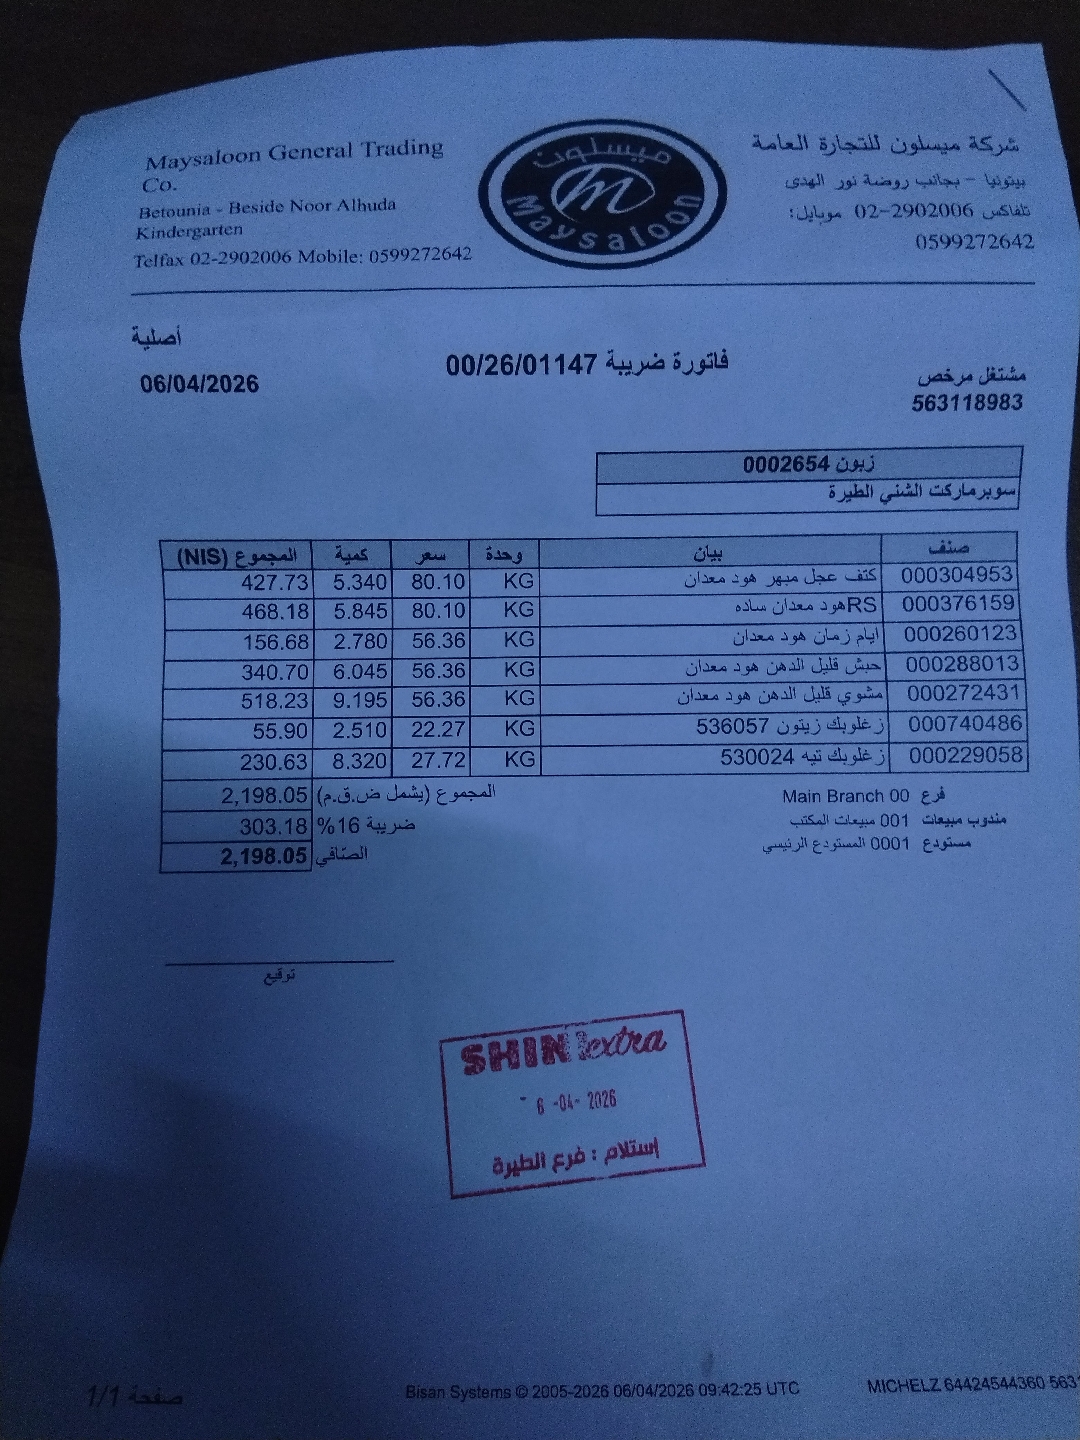 Maysaloon General Trading
Co.
Betounia - Beside Noor Alhuda
Kindergarten
Telfax 02-2902006 Mobile: 0599272642
ميسلون
Maysaloon
شركة ميسلون للتجارة العامة
بيتونيا - بجانب روضة نور الهدى
تلفاكس 2902006-02 موبايل:
0599272642
أصلية
06/04/2026
فاتورة ضريبة 00/26/01147
مشتغل مرخص
563118983
زبون 0002654
سوبرماركت الشني الطيرة
صنف بيان وحدة سعر كمية المجموع (NIS)
000304953 كتف عجل مبهر هود معدان KG 80.10 5.340 427.73
000376159 RSهود معدان ساده KG 80.10 5.845 468.18
000260123 ايام زمان هود معدان KG 56.36 2.780 156.68
000288013 حبش قليل الدهن هود معدان KG 56.36 6.045 340.70
000272431 مشوي قليل الدهن هود معدان KG 56.36 9.195 518.23
000740486 زغلوبك زيتون 536057 KG 22.27 2.510 55.90
000229058 زغلوبك تيه 530024 KG 27.72 8.320 230.63
المجموع (يشمل ض.ق.م) 2,198.05
ضريبة 16% 303.18
الصافي 2,198.05
فرع 00 Main Branch
مندوب مبيعات 001 مبيعات المكتب
مستودع 0001 المستودع الرئيسي
توقيع
SHINI extra
6 -04- 2026
إستلام : فرع الطيرة
صفحة 1/1
Bisan Systems © 2005-2026 06/04/2026 09:42:25 UTC
MICHELZ 64424544360 563